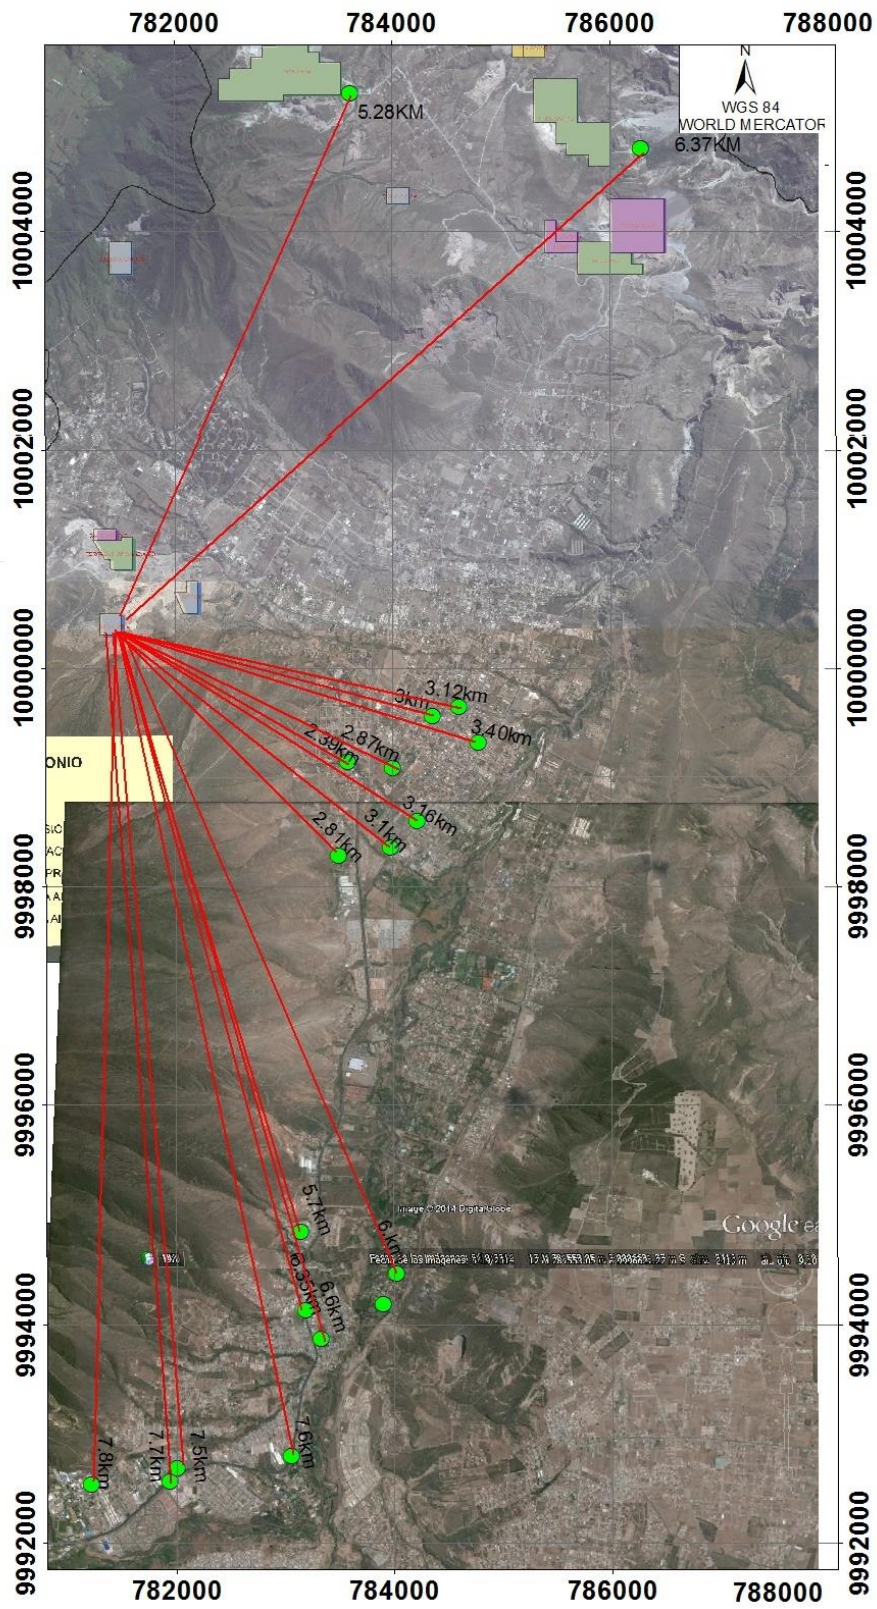 782000 784000 786000 788000
N
WGS 84
WORLD MERCATOR
5.28KM
6.37KM
10004000 10004000
10002000 10002000
10000000 10000000
3.12km
3km
3.40km
2.87km
2.39km
ONIO
3.16km
3.1km
2.81km
9998000 9998000
9996000 9996000
5.7km
Image © 2014 DigitalGlobe
Google ea
6.km
6.35km
6.6km
9994000 9994000
7.6km
7.5km
7.7km
7.8km
9992000 9992000
782000 784000 786000 788000